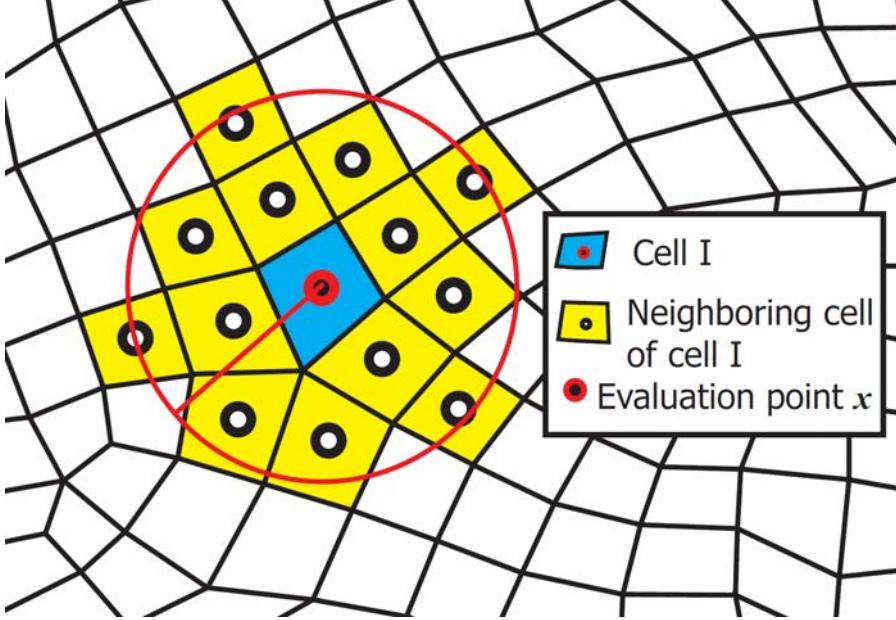 Cell I
Neighboring cell
of cell I
Evaluation point x